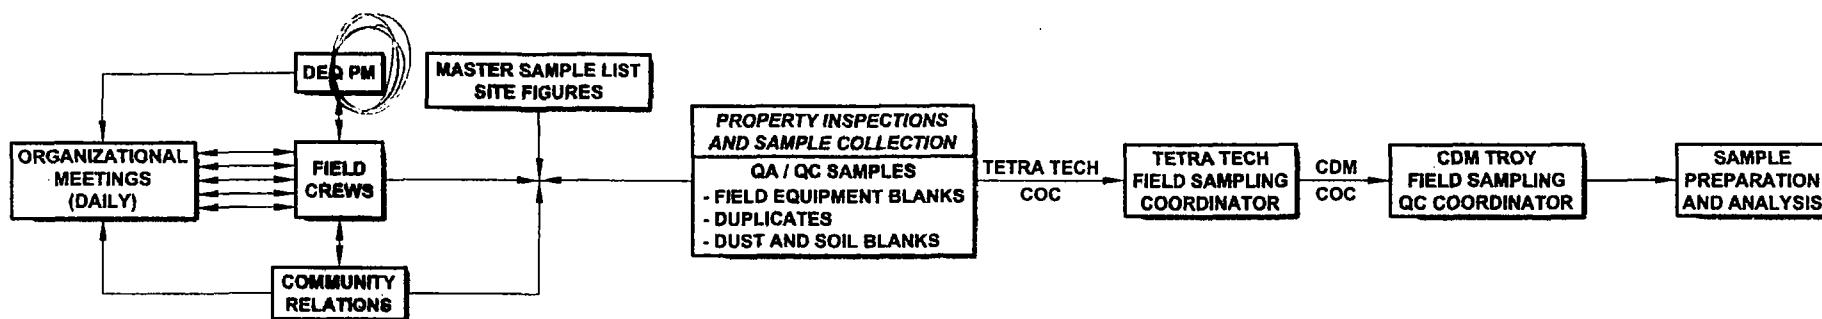 DEQ PM
MASTER SAMPLE LIST
SITE FIGURES
ORGANIZATIONAL
MEETINGS
(DAILY)
FIELD
CREWS
COMMUNITY
RELATIONS
PROPERTY INSPECTIONS
AND SAMPLE COLLECTION
QA / QC SAMPLES
- FIELD EQUIPMENT BLANKS
- DUPLICATES
- DUST AND SOIL BLANKS
TETRA TECH
COC
TETRA TECH
FIELD SAMPLING
COORDINATOR
CDM
COC
CDM TROY
FIELD SAMPLING
QC COORDINATOR
SAMPLE
PREPARATION
AND ANALYSIS